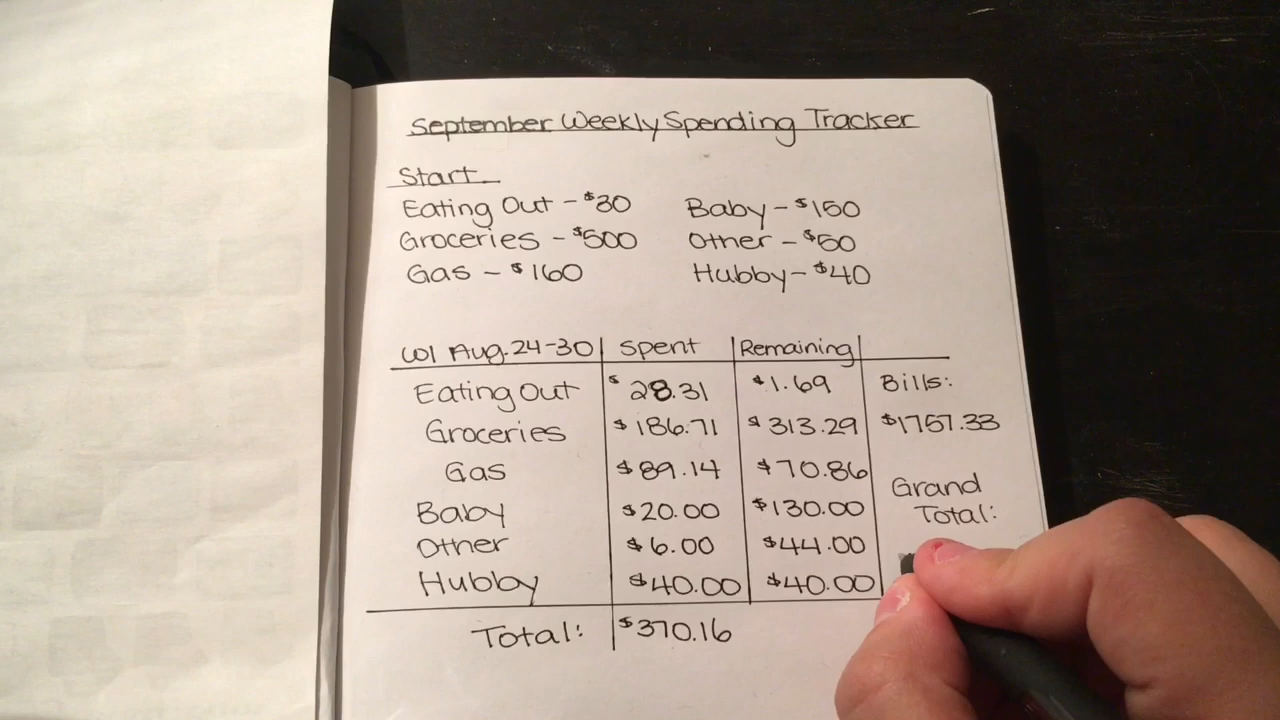 September Weekly Spending Tracker
Start
Eating Out - $30 Baby - $150
Groceries - $500 Other - $50
Gas - $160 Hubby - $40
W1 Aug. 24-30 Spent Remaining
Eating Out $28.31 $1.69 Bills:
Groceries $186.71 $313.29 $1757.33
Gas $89.14 $70.86
Grand
Baby $20.00 $130.00 Total:
Other $6.00 $44.00
Hubby $40.00 $40.00
Total: $370.16